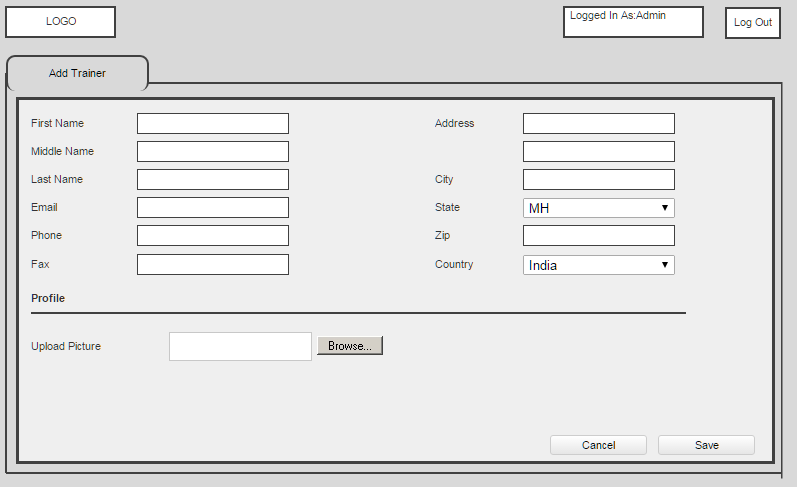 LOGO
Logged In As:Admin
Log Out
Add Trainer
First Name
Address
Middle Name
Last Name
City
Email
State
MH
Phone
Zip
Fax
Country
India
Profile
Upload Picture
Browse...
Cancel
Save